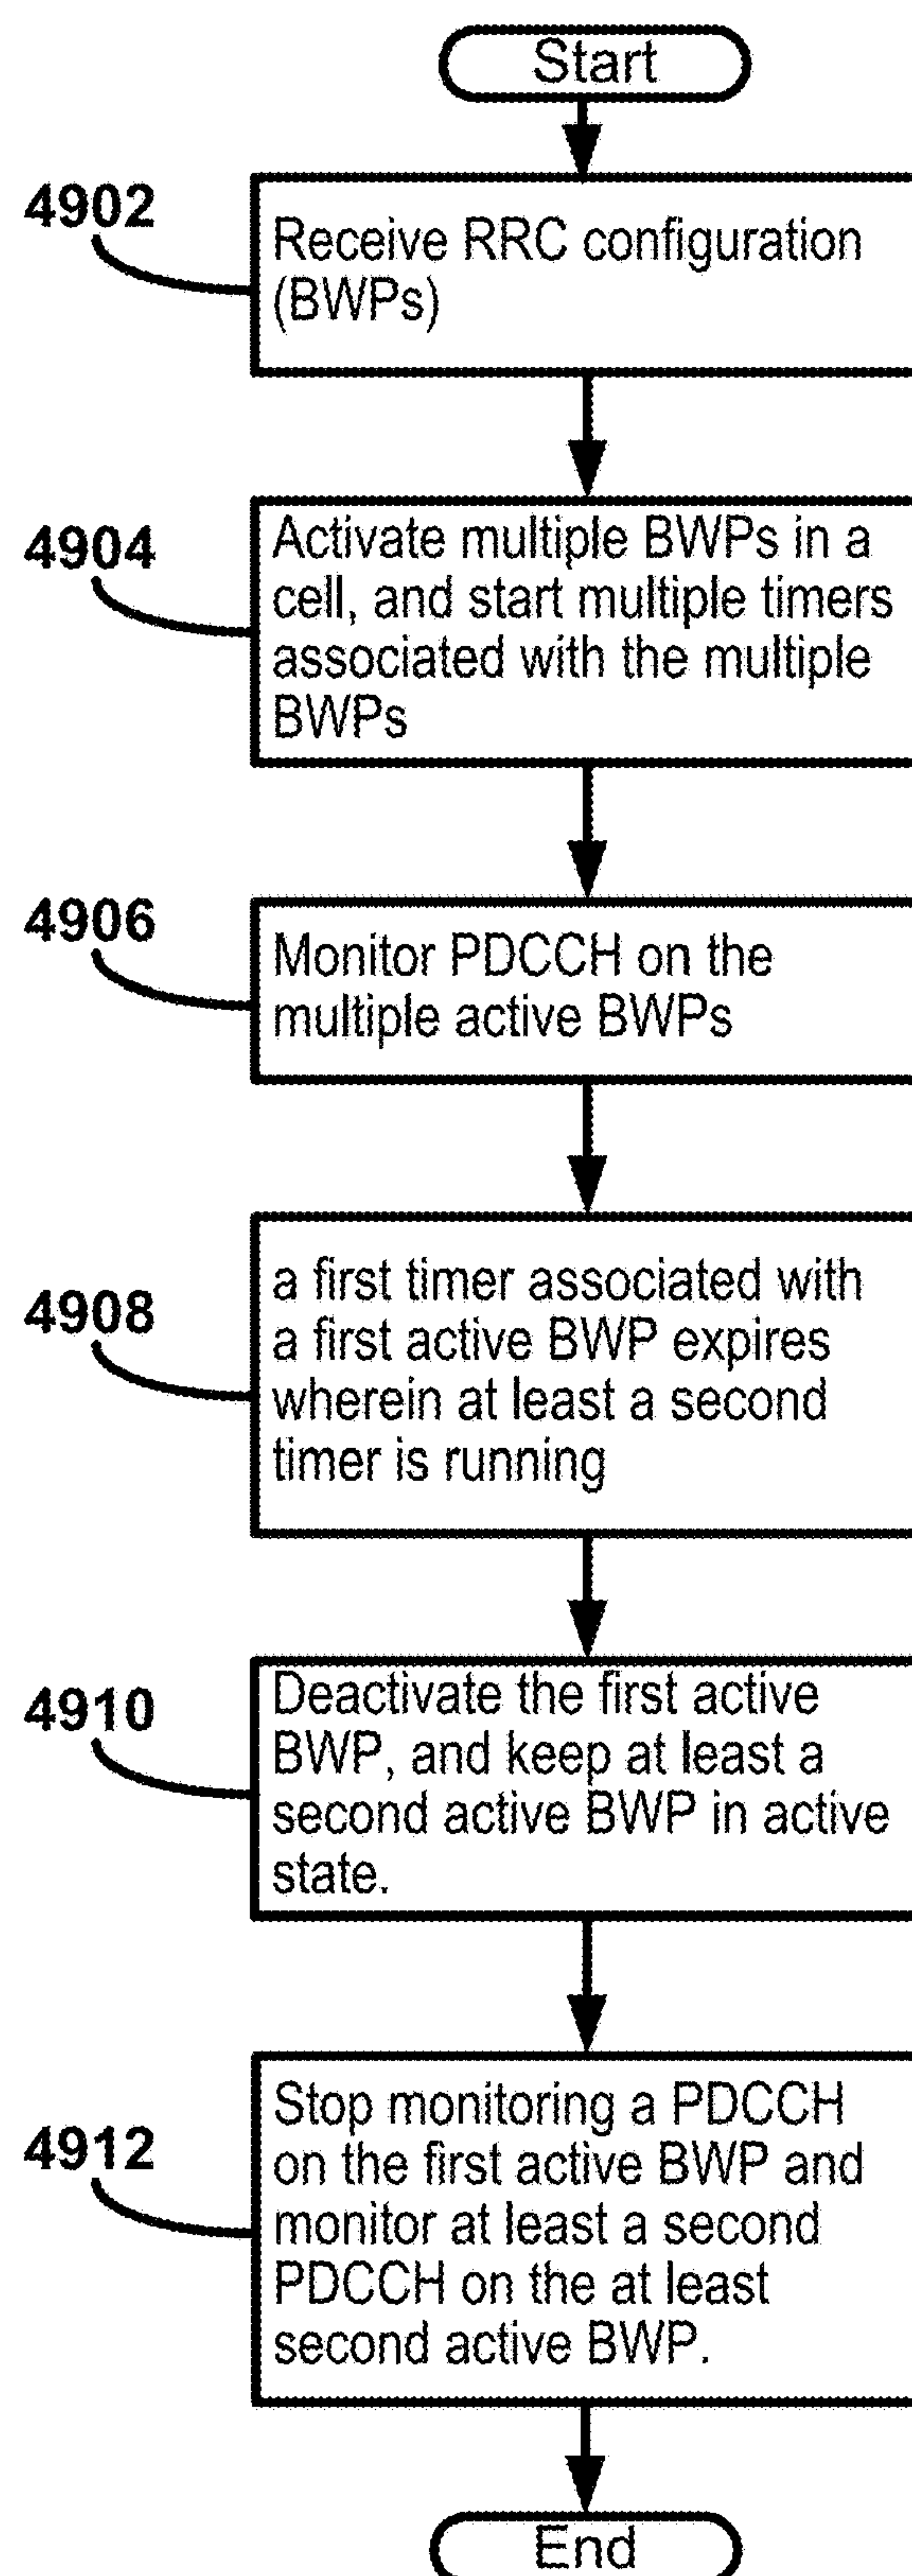 Start
4902
Receive RRC configuration
(BWPs)
4904
Activate multiple BWPs in a
cell, and start multiple timers
associated with the multiple
BWPs
4906
Monitor PDCCH on the
multiple active BWPs
4908
a first timer associated with
a first active BWP expires
wherein at least a second
timer is running
4910
Deactivate the first active
BWP, and keep at least a
second active BWP in active
state.
4912
Stop monitoring a PDCCH
on the first active BWP and
monitor at least a second
PDCCH on the at least
second active BWP.
End